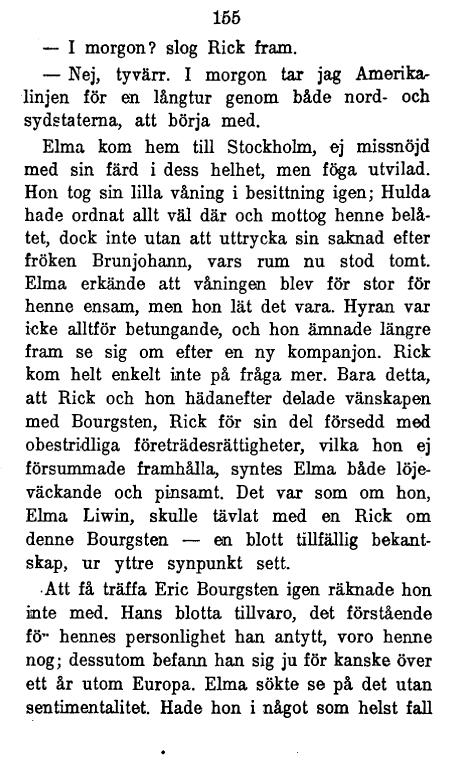 155
— I morgon? slog Rick fram.
— Nej, tyvärr. I morgon tar jag Amerika-
linjen för en långtur genom både nord- och
sydstaterna, att börja med.
Elma kom hem till Stockholm, ej missnöjd
med sin färd i dess helhet, men föga utvilad.
Hon tog sin lilla våning i besittning igen; Hulda
hade ordnat allt väl där och mottog henne belå-
tet, dock inte utan att uttrycka sin saknad efter
fröken Brunjohann, vars rum nu stod tomt.
Elma erkände att våningen blev för stor för
henne ensam, men hon lät det vara. Hyran var
icke alltför betungande, och hon ämnade längre
fram se sig om efter en ny kompanjon. Rick
kom helt enkelt inte på fråga mer. Bara detta,
att Rick och hon hädanefter delade vänskapen
med Bourgsten, Rick för sin del försedd med
obestridliga företrädesrättigheter, vilka hon ej
försummade framhålla, syntes Elma både löje-
väckande och pinsamt. Det var som om hon,
Elma Liwin, skulle tävlat med en Rick om
denne Bourgsten — en blott tillfällig bekant-
skap, ur yttre synpunkt sett.
Att få träffa Eric Bourgsten igen räknade hon
inte med. Hans blotta tillvaro, det förstående
fö" hennes personlighet han antytt, voro henne
nog; dessutom befann han sig ju för kanske över
ett år utom Europa. Elma sökte se på det utan
sentimentalitet. Hade hon i något som helst fall